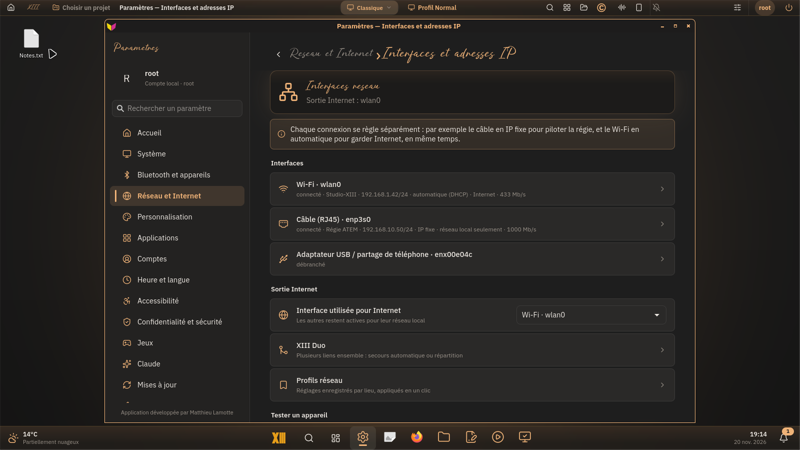 Choisir un projet
Paramètres — Interfaces et adresses IP
Classique
Profil Normal
root
Notes.txt
Paramètres — Interfaces et adresses IP
Paramètres
R
root
Compte local · root
Rechercher un paramètre
Accueil
Système
Bluetooth et appareils
Réseau et Internet
Personnalisation
Applications
Comptes
Heure et langue
Accessibilité
Confidentialité et sécurité
Jeux
Claude
Mises à jour
Application développée par Matthieu Lamotte
Réseau et Internet › Interfaces et adresses IP
Interfaces réseau
Sortie Internet : wlan0
Chaque connexion se règle séparément : par exemple le câble en IP fixe pour piloter la régie, et le Wi-Fi en
automatique pour garder Internet, en même temps.
Interfaces
Wi-Fi · wlan0
connecté · Studio-XIII · 192.168.1.42/24 · automatique (DHCP) · Internet · 433 Mb/s
Câble (RJ45) · enp3s0
connecté · Régie ATEM · 192.168.10.50/24 · IP fixe · réseau local seulement · 1000 Mb/s
Adaptateur USB / partage de téléphone · enx00e04c
débranché
Sortie Internet
Interface utilisée pour Internet
Les autres restent actives pour leur réseau local
Wi-Fi · wlan0
XIII Duo
Plusieurs liens ensemble : secours automatique ou répartition
Profils réseau
Réglages enregistrés par lieu, appliqués en un clic
Tester un appareil
14°C
Partiellement nuageux
XIII
19:14
20 nov. 2026
1